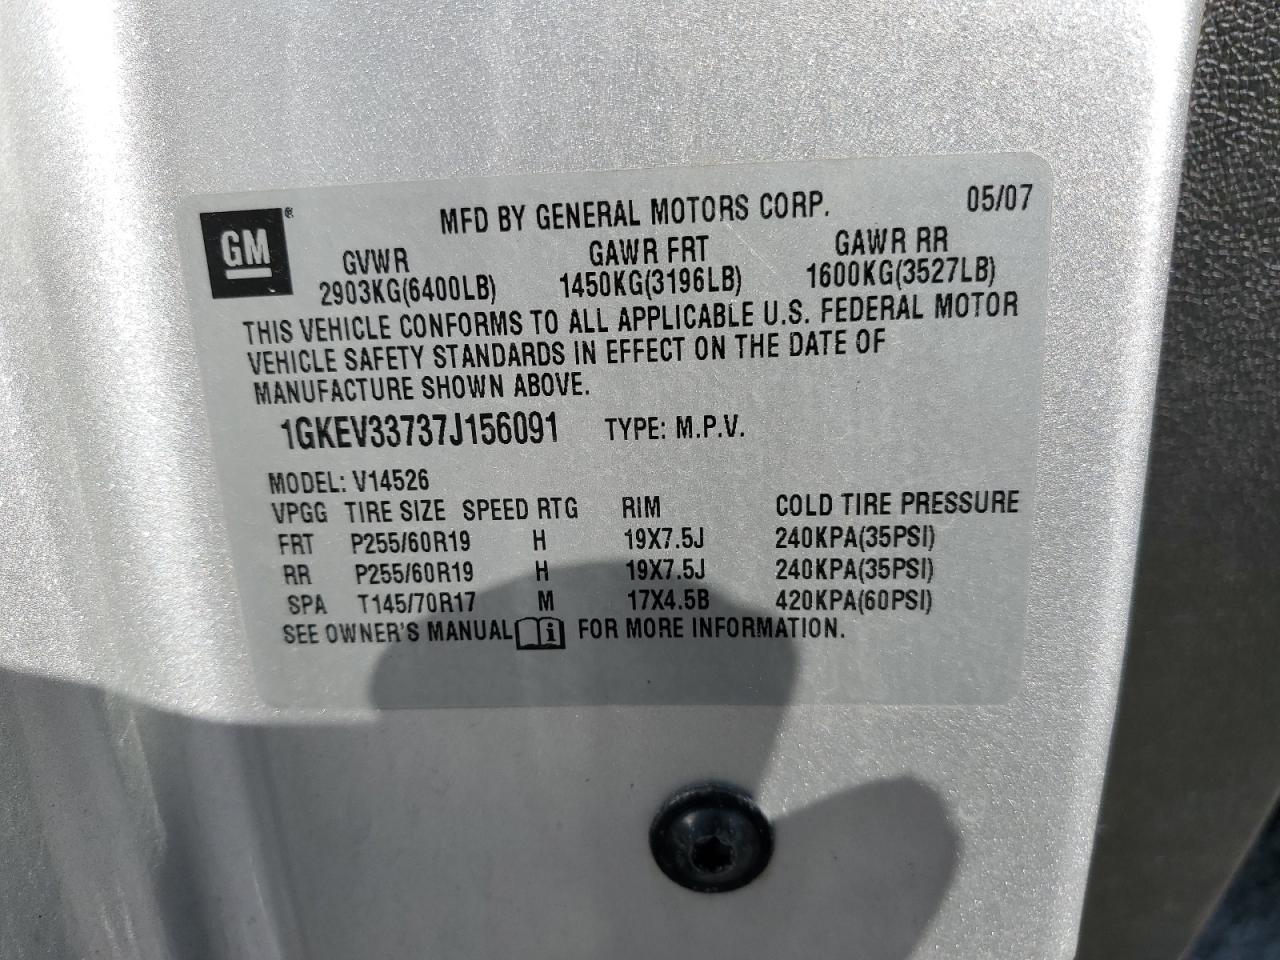 GM ®
MFD BY GENERAL MOTORS CORP. 05/07
GVWR GAWR FRT GAWR RR
2903KG(6400LB) 1450KG(3196LB) 1600KG(3527LB)
THIS VEHICLE CONFORMS TO ALL APPLICABLE U.S. FEDERAL MOTOR
VEHICLE SAFETY STANDARDS IN EFFECT ON THE DATE OF
MANUFACTURE SHOWN ABOVE.
1GKEV33737J156091 TYPE: M.P.V.
MODEL: V14526
VPGG TIRE SIZE SPEED RTG RIM COLD TIRE PRESSURE
FRT P255/60R19 H 19X7.5J 240KPA(35PSI)
RR P255/60R19 H 19X7.5J 240KPA(35PSI)
SPA T145/70R17 M 17X4.5B 420KPA(60PSI)
SEE OWNER'S MANUAL i FOR MORE INFORMATION.